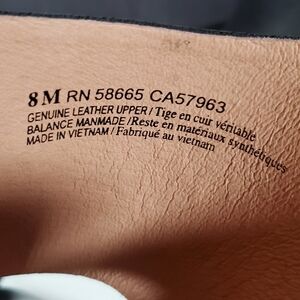 8 M RN 58665 CA57963
GENUINE LEATHER UPPER / Tige en cuir véritable
BALANCE MANMADE / Reste en matériaux synthétiques
MADE IN VIETNAM / Fabriqué au vietnam